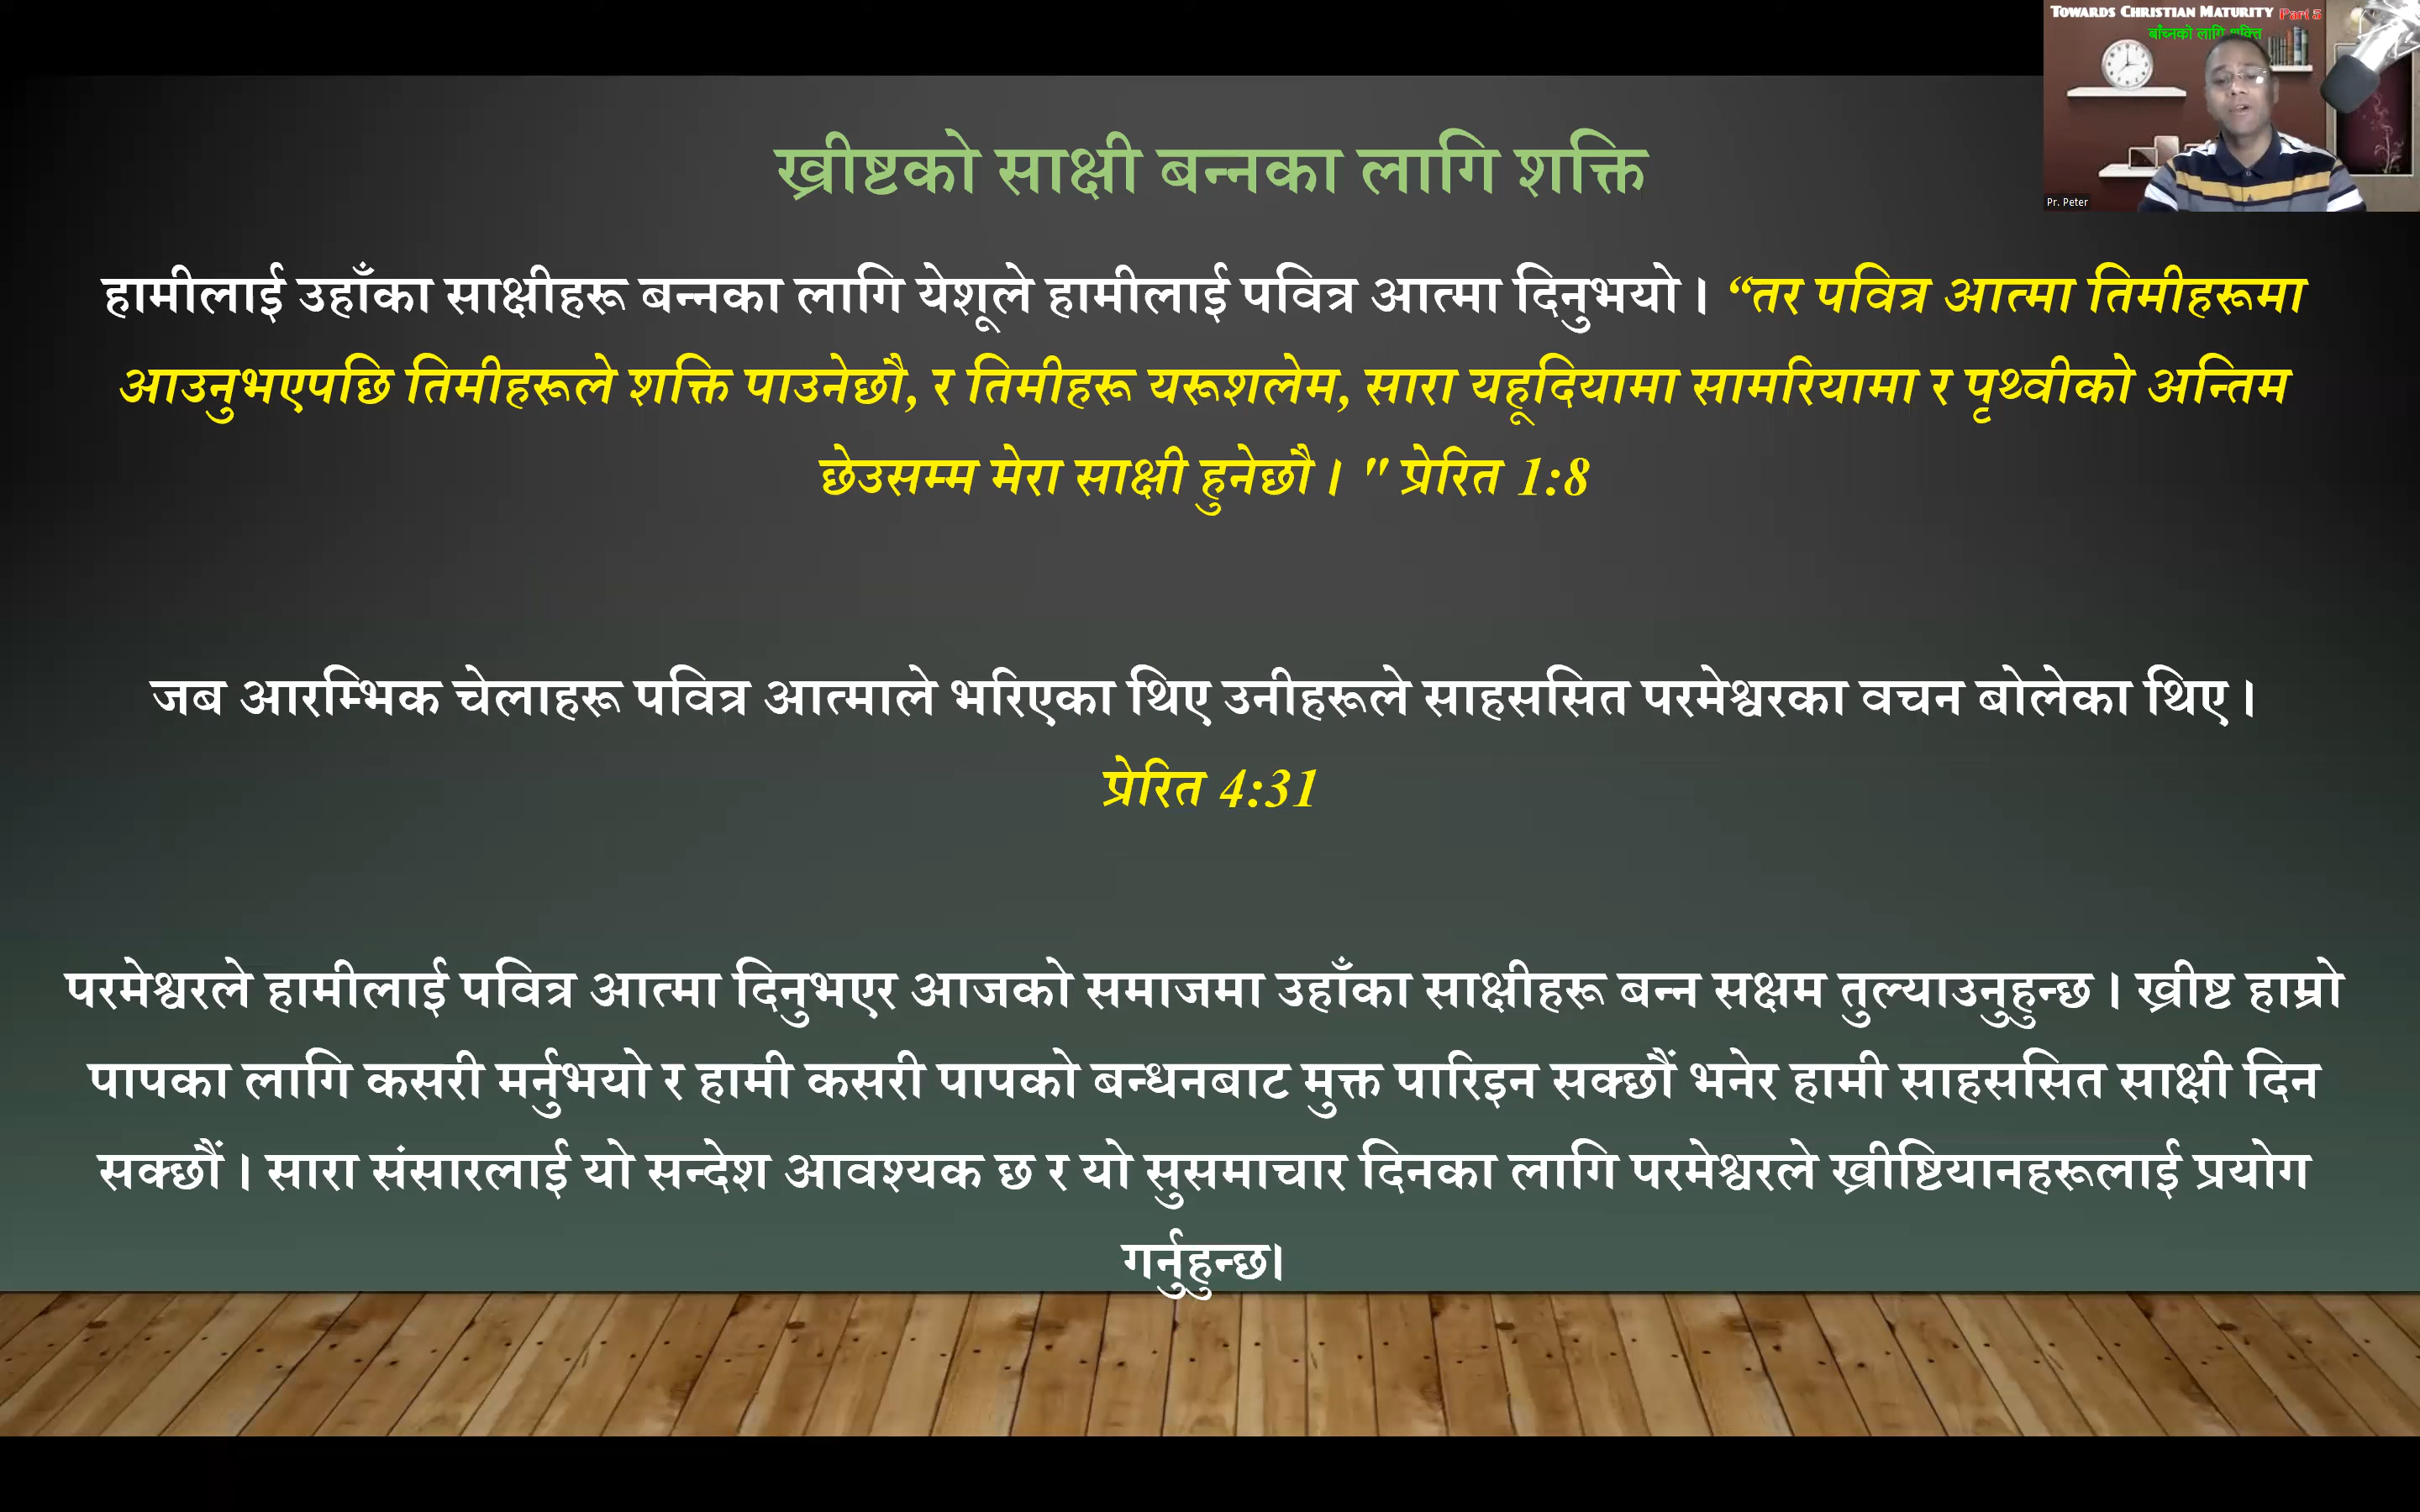 TOWARDS CHRISTIAN MATURITY Part 5
बाँच्नको लागि शक्ति
Pr. Peter
ख्रीष्टको साक्षी बन्नका लागि शक्ति
हामीलाई उहाँका साक्षीहरू बन्नका लागि येशूले हामीलाई पवित्र आत्मा दिनुभयो। “तर पवित्र आत्मा तिमीहरूमा
आउनुभएपछि तिमीहरूले शक्ति पाउनेछौ, र तिमीहरू यरूशलेम, सारा यहूदियामा सामरियामा र पृथ्वीको अन्तिम
छेउसम्म मेरा साक्षी हुनेछौ। " प्रेरित 1:8
जब आरम्भिक चेलाहरू पवित्र आत्माले भरिएका थिए उनीहरूले साहससित परमेश्वरका वचन बोलेका थिए।
प्रेरित 4:31
परमेश्वरले हामीलाई पवित्र आत्मा दिनुभएर आजको समाजमा उहाँका साक्षीहरू बन्न सक्षम तुल्याउनुहुन्छ। ख्रीष्ट हाम्रो
पापका लागि कसरी मर्नुभयो र हामी कसरी पापको बन्धनबाट मुक्त पारिइन सक्छौं भनेर हामी साहससित साक्षी दिन
सक्छौं। सारा संसारलाई यो सन्देश आवश्यक छ र यो सुसमाचार दिनका लागि परमेश्वरले ख्रीष्टियानहरूलाई प्रयोग
गर्नुहुन्छ।